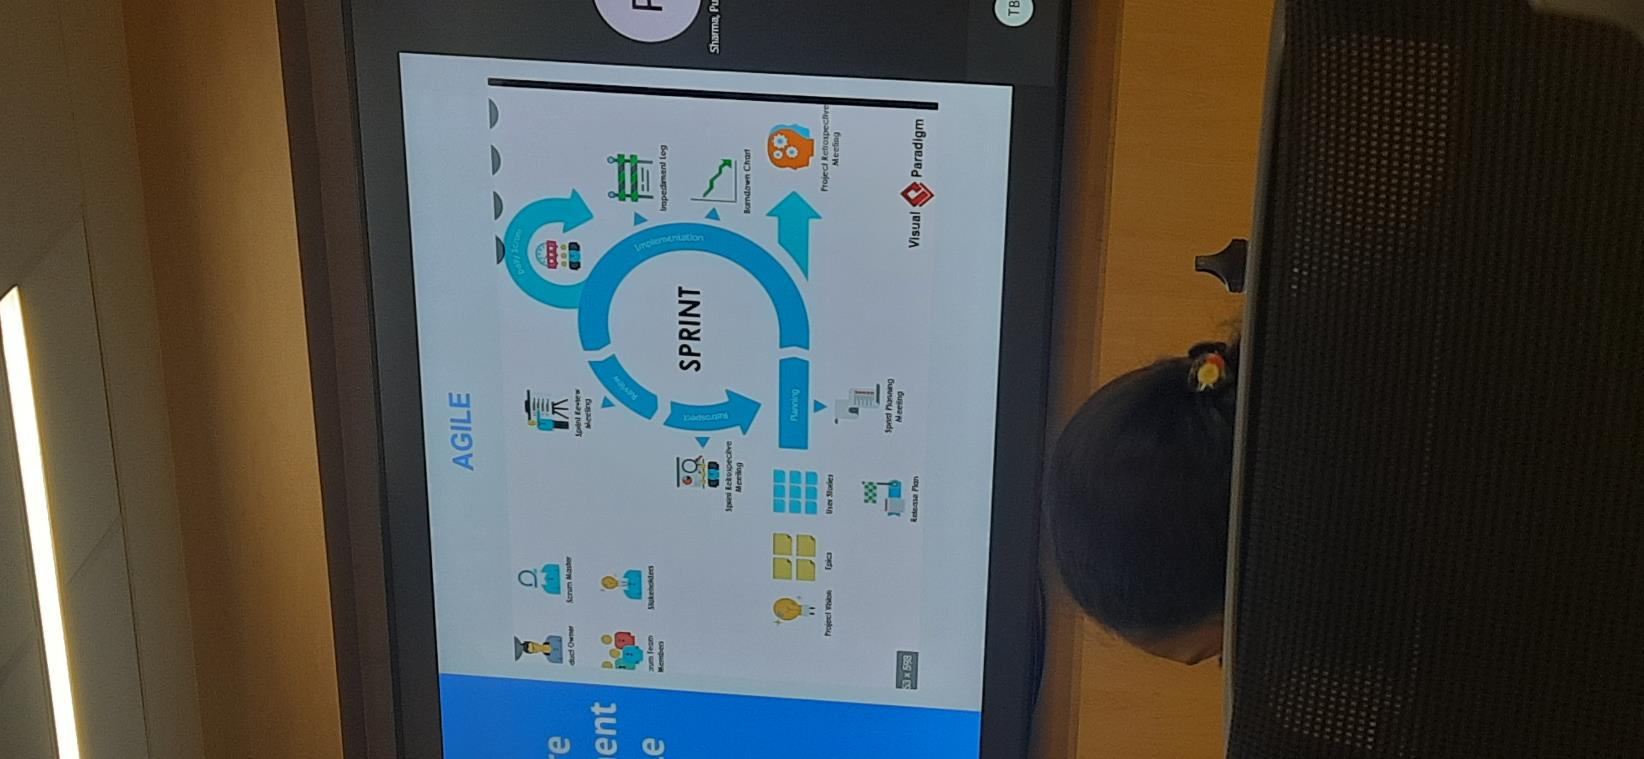 AGILE
Scrum Master
Stakeholders
Members
Project Vision
Epics
User Stories
Release Plan
Sprint Planning
Meeting
Planning
Implementation
Review
Retrospect
SPRINT
Sprint Review
Meeting
Sprint Retrospective
Meeting
Daily Scrum
Impediment Log
Burndown Chart
Project Retrospective
Meeting
Visual Paradigm
Sharma, Pu
TB